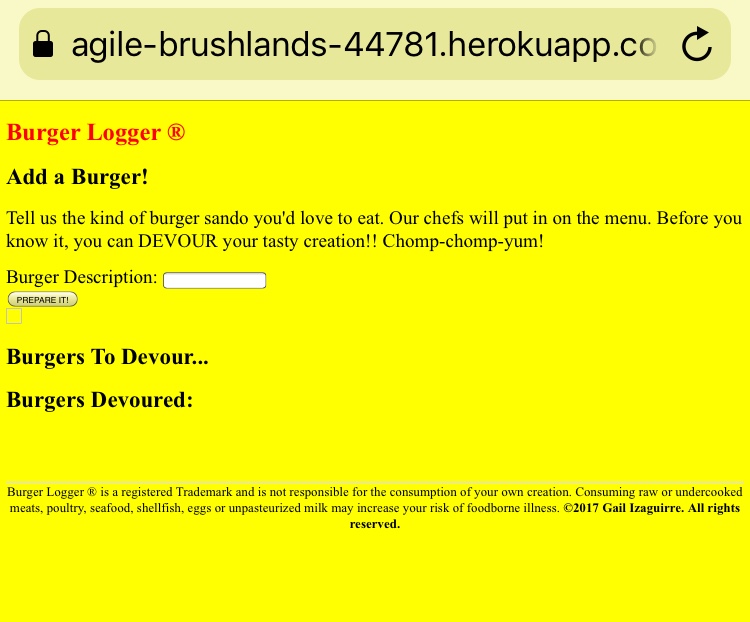 agile-brushlands-44781.herokuapp.co
Burger Logger ®
Add a Burger!
Tell us the kind of burger sando you'd love to eat. Our chefs will put in on the menu. Before you
know it, you can DEVOUR your tasty creation!! Chomp-chomp-yum!
Burger Description:
PREPARE IT!
Burgers To Devour...
Burgers Devoured:
Burger Logger ® is a registered Trademark and is not responsible for the consumption of your own creation. Consuming raw or undercooked
meats, poultry, seafood, shellfish, eggs or unpasteurized milk may increase your risk of foodborne illness. ©2017 Gail Izaguirre. All rights
reserved.